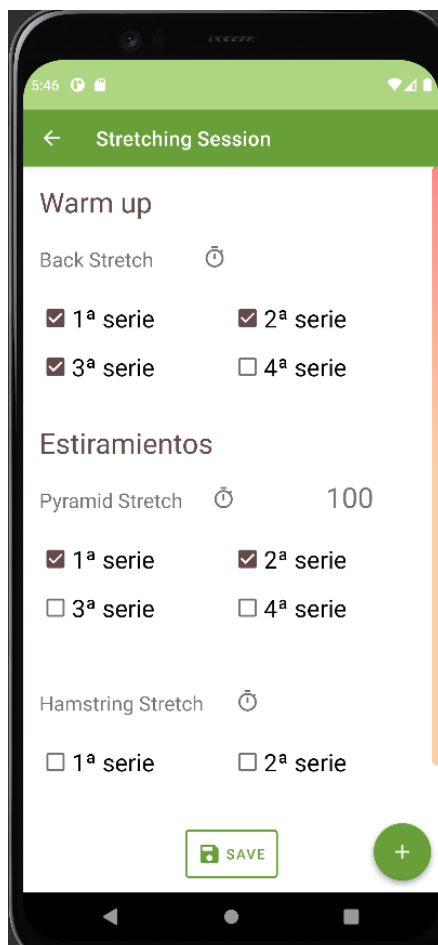 5:46
Stretching Session
Warm up
Back Stretch
1ª serie 2ª serie
3ª serie 4ª serie
Estiramientos
Pyramid Stretch 100
1ª serie 2ª serie
3ª serie 4ª serie
Hamstring Stretch
1ª serie 2ª serie
SAVE